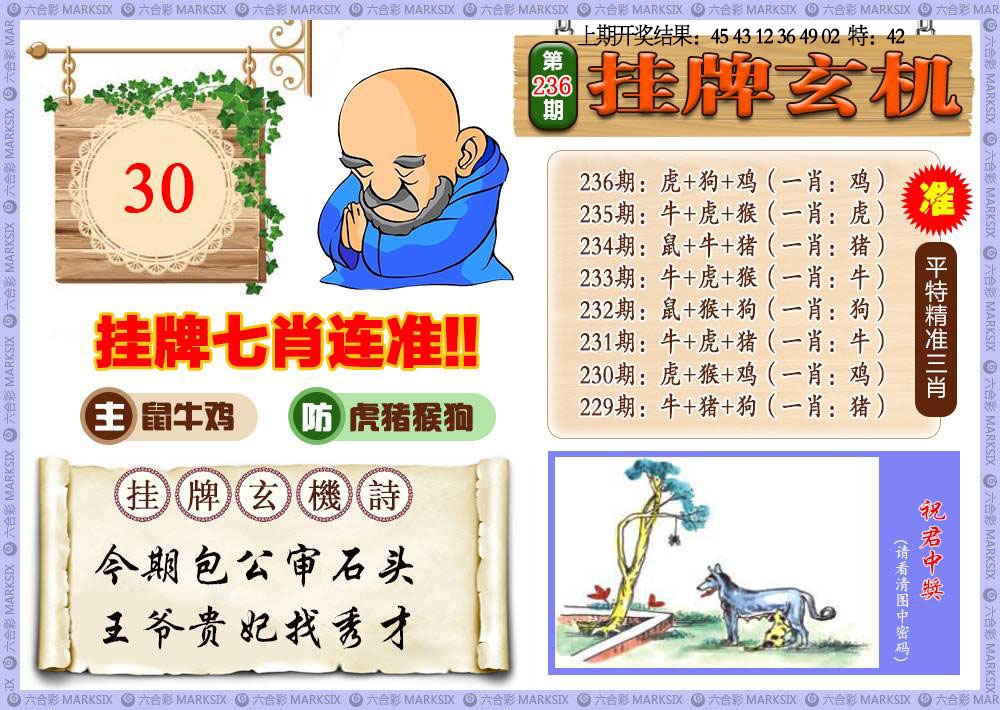 六合彩 MARKSIX
上期开奖结果：45 43 12 36 49 02 特：42
第
236
期
挂牌玄机
30
挂牌七肖连准!!
主 鼠牛鸡
防 虎猪猴狗
挂牌玄機詩
今期包公审石头
王爷贵妃找秀才
236期：虎+狗+鸡（一肖：鸡）
235期：牛+虎+猴（一肖：虎）
234期：鼠+牛+猪（一肖：猪）
233期：牛+虎+猴（一肖：牛）
232期：鼠+猴+狗（一肖：狗）
231期：牛+虎+猪（一肖：牛）
230期：虎+猴+鸡（一肖：鸡）
229期：牛+猪+狗（一肖：猪）
准
平特精准三肖
祝君中奖
（请看清图中密码）